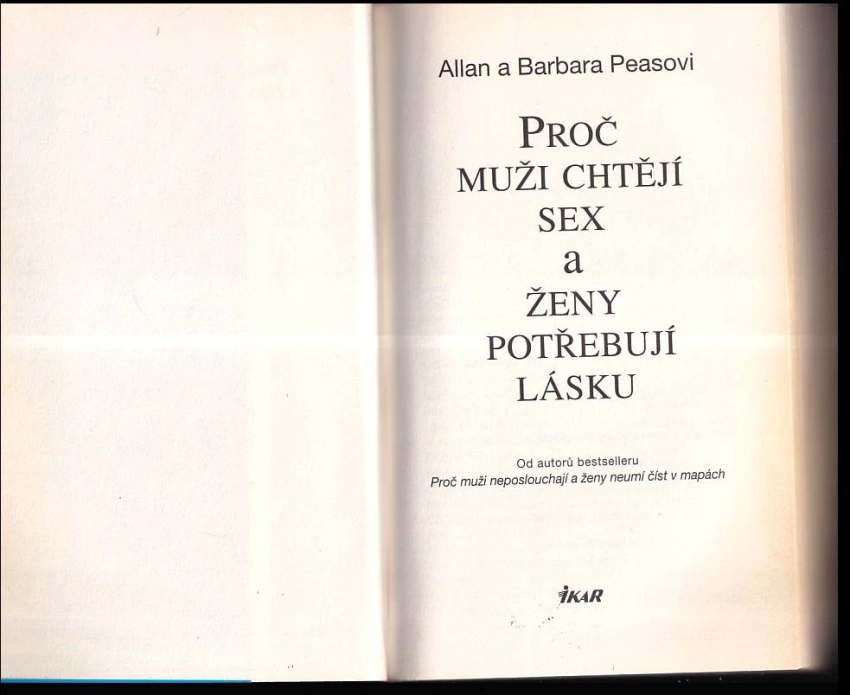 Allan a Barbara Peasovi
PROČ
MUŽI CHTĚJÍ
SEX
a
ŽENY
POTŘEBUJÍ
LÁSKU
Od autorů bestselleru
Proč muži neposlouchají a ženy neumí číst v mapách
IKAR